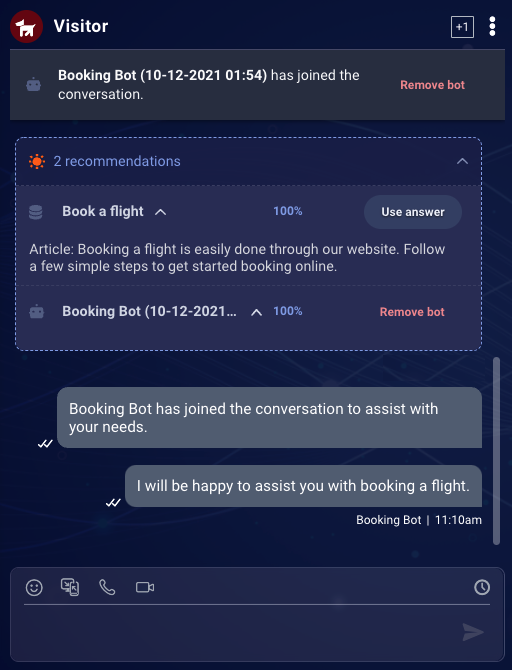 Visitor
+1
Booking Bot (10-12-2021 01:54) has joined the
conversation.
Remove bot
2 recommendations
Book a flight
100%
Use answer
Article: Booking a flight is easily done through our website. Follow
a few simple steps to get started booking online.
Booking Bot (10-12-2021...
100%
Remove bot
Booking Bot has joined the conversation to assist with
your needs.
I will be happy to assist you with booking a flight.
Booking Bot | 11:10am